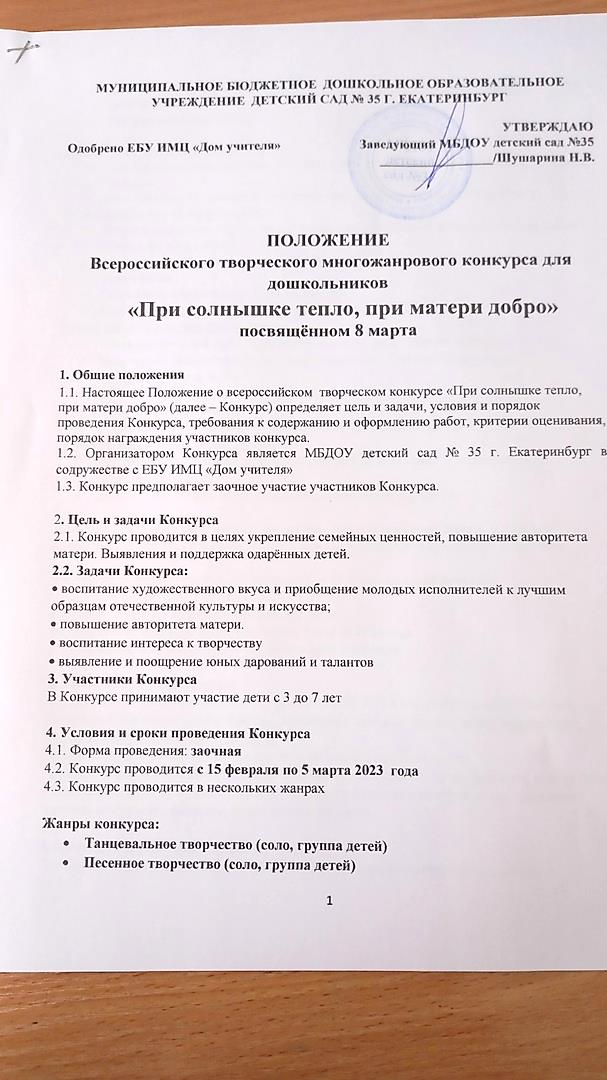 МУНИЦИПАЛЬНОЕ БЮДЖЕТНОЕ ДОШКОЛЬНОЕ ОБРАЗОВАТЕЛЬНОЕ
УЧРЕЖДЕНИЕ ДЕТСКИЙ САД № 35 Г. ЕКАТЕРИНБУРГ
УТВЕРЖДАЮ
Одобрено ЕБУ ИМЦ «Дом учителя» Заведующий МБДОУ детский сад №35
/Шушарина Н.В.
ПОЛОЖЕНИЕ
Всероссийского творческого многожанрового конкурса для
дошкольников
«При солнышке тепло, при матери добро»
посвящённом 8 марта
1. Общие положения
1.1. Настоящее Положение о всероссийском творческом конкурсе «При солнышке тепло,
при матери добро» (далее – Конкурс) определяет цель и задачи, условия и порядок
проведения Конкурса, требования к содержанию и оформлению работ, критерии оценивания,
порядок награждения участников конкурса.
1.2. Организатором Конкурса является МБДОУ детский сад № 35 г. Екатеринбург в
содружестве с ЕБУ ИМЦ «Дом учителя»
1.3. Конкурс предполагает заочное участие участников Конкурса.
2. Цель и задачи Конкурса
2.1. Конкурс проводится в целях укрепление семейных ценностей, повышение авторитета
матери. Выявления и поддержка одарённых детей.
2.2. Задачи Конкурса:
• воспитание художественного вкуса и приобщение молодых исполнителей к лучшим
образцам отечественной культуры и искусства;
• повышение авторитета матери.
• воспитание интереса к творчеству
• выявление и поощрение юных дарований и талантов
3. Участники Конкурса
В Конкурсе принимают участие дети с 3 до 7 лет
4. Условия и сроки проведения Конкурса
4.1. Форма проведения: заочная
4.2. Конкурс проводится с 15 февраля по 5 марта 2023 года
4.3. Конкурс проводится в нескольких жанрах
Жанры конкурса:
• Танцевальное творчество (соло, группа детей)
• Песенное творчество (соло, группа детей)
1